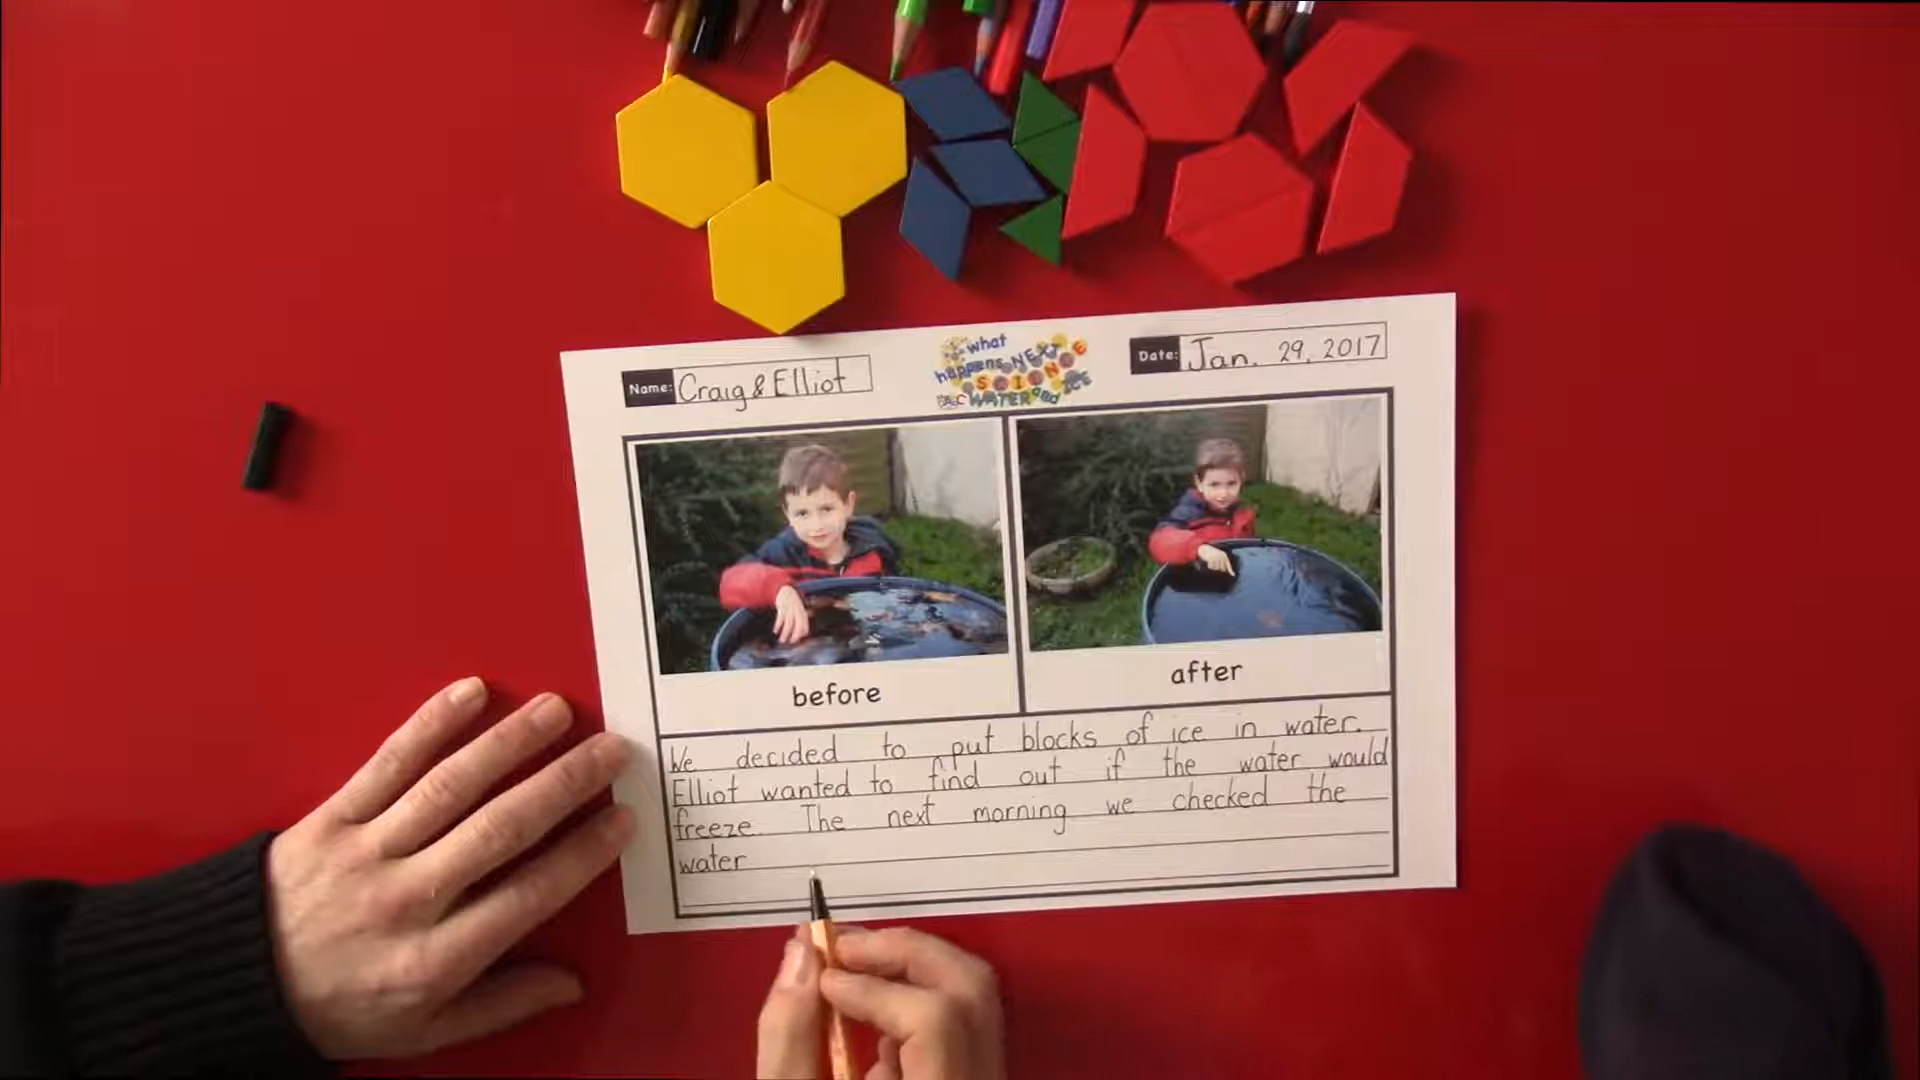 Name: Craig & Elliot
what
happens NEXT
SCIENCE
WATER and ICE
Date: Jan. 29, 2017
before
after
We decided to put blocks of ice in water.
Elliot wanted to find out if the water would
freeze. The next morning we checked the
water